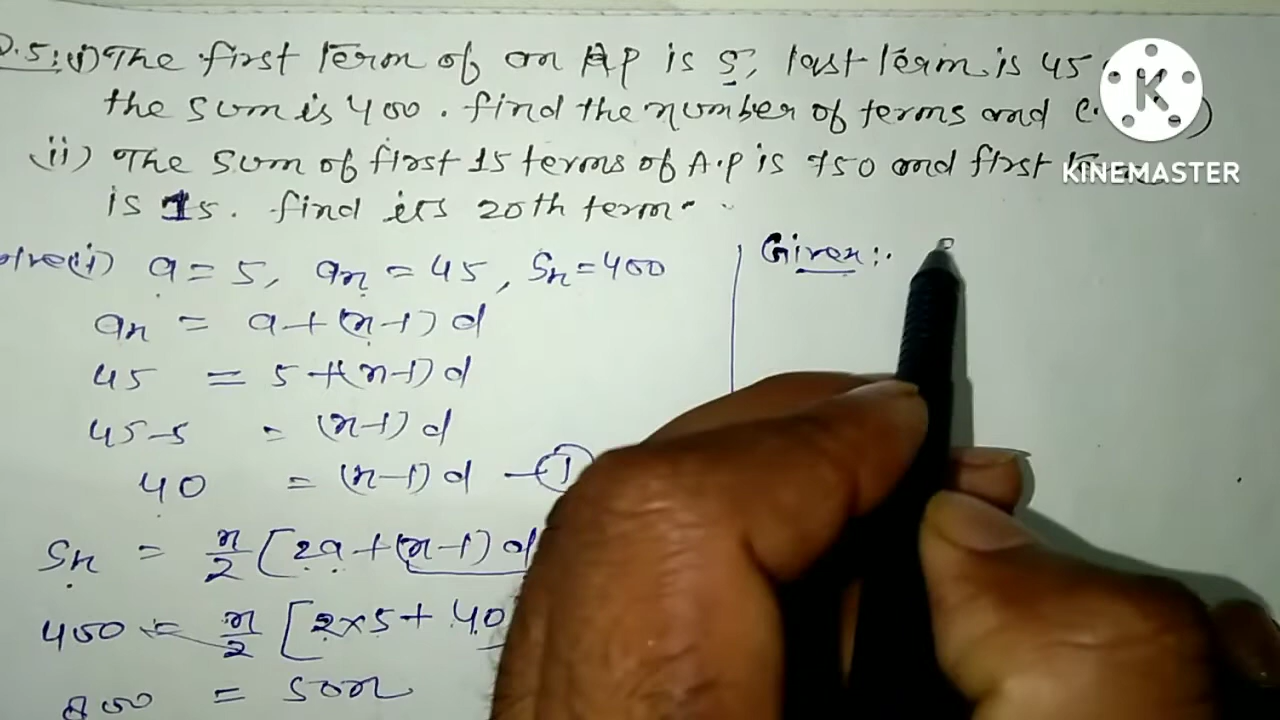 Q.5:(i) The first term of an AP is 5, last term is 45
the sum is 400. find the number of terms and C.
(ii) The sum of first 15 terms of A.P is 750 and first
is 15. find its 20th term.
(i) a = 5, an = 45, Sn = 400
an = a + (n-1) d
45 = 5 + (n-1) d
45-5 = (n-1) d
40 = (n-1) d — (1)
Sn = n/2 [2a + (n-1) d
400 = n/2 [2×5 + 40
800 = 50n
Given:.
K
KINEMASTER